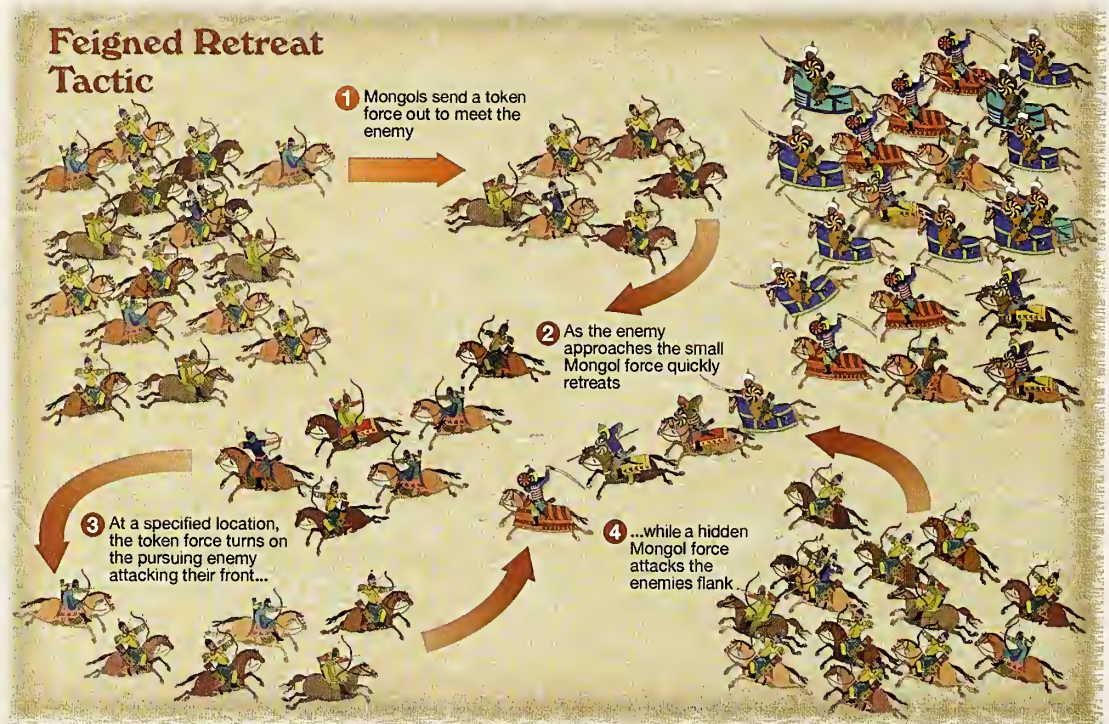 Feigned Retreat
Tactic
1 Mongols send a token
force out to meet the
enemy
2 As the enemy
approaches the small
Mongol force quickly
retreats
3 At a specified location,
the token force turns on
the pursuing enemy
attacking their front...
4 ...while a hidden
Mongol force
attacks the
enemies flank.